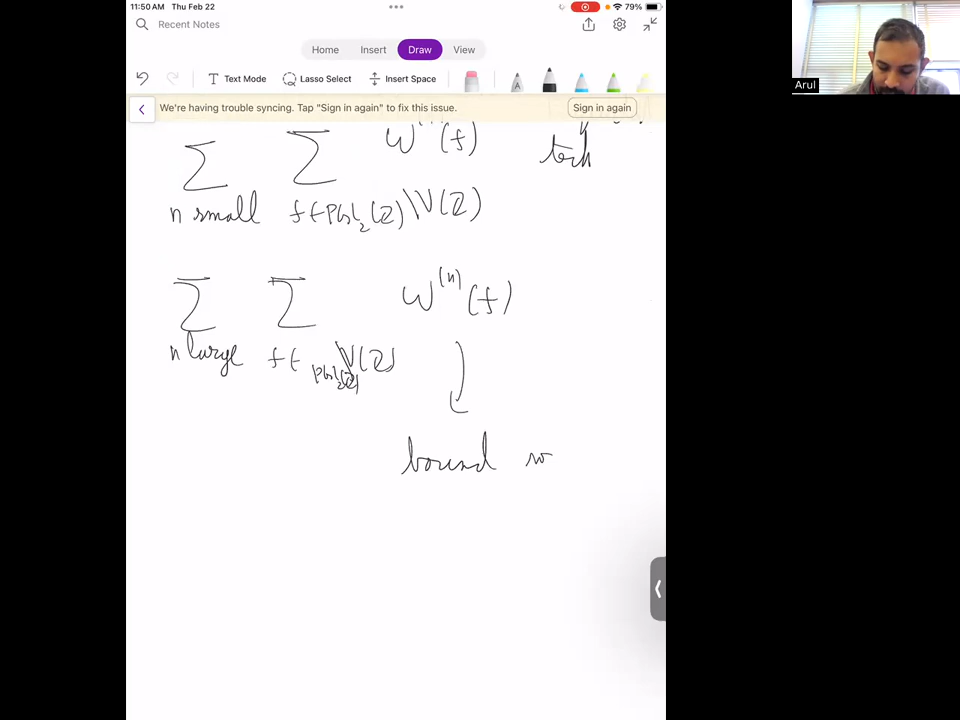 11:50 AM Thu Feb 22
79%
Recent Notes
Home Insert Draw View
Text Mode Lasso Select Insert Space
We're having trouble syncing. Tap "Sign in again" to fix this issue. Sign in again
Arul
∑ ∑ w (f)
tech
n small f ∈ PGL₂(Z)\V(Z)
∑ ∑ w^(n)(f)
n large f ∈ PGL₂(Z)\V(Z)
bound w